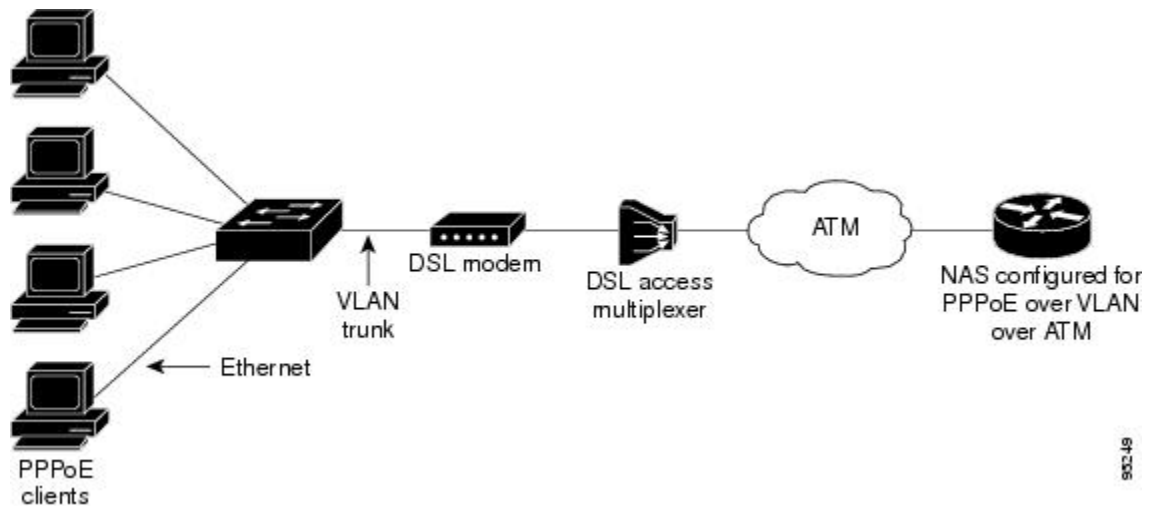 PPPoE
clients
Ethernet
VLAN
trunk
DSL modem
DSL access
multiplexer
ATM
NAS configured for
PPPoE over VLAN
over ATM
95249